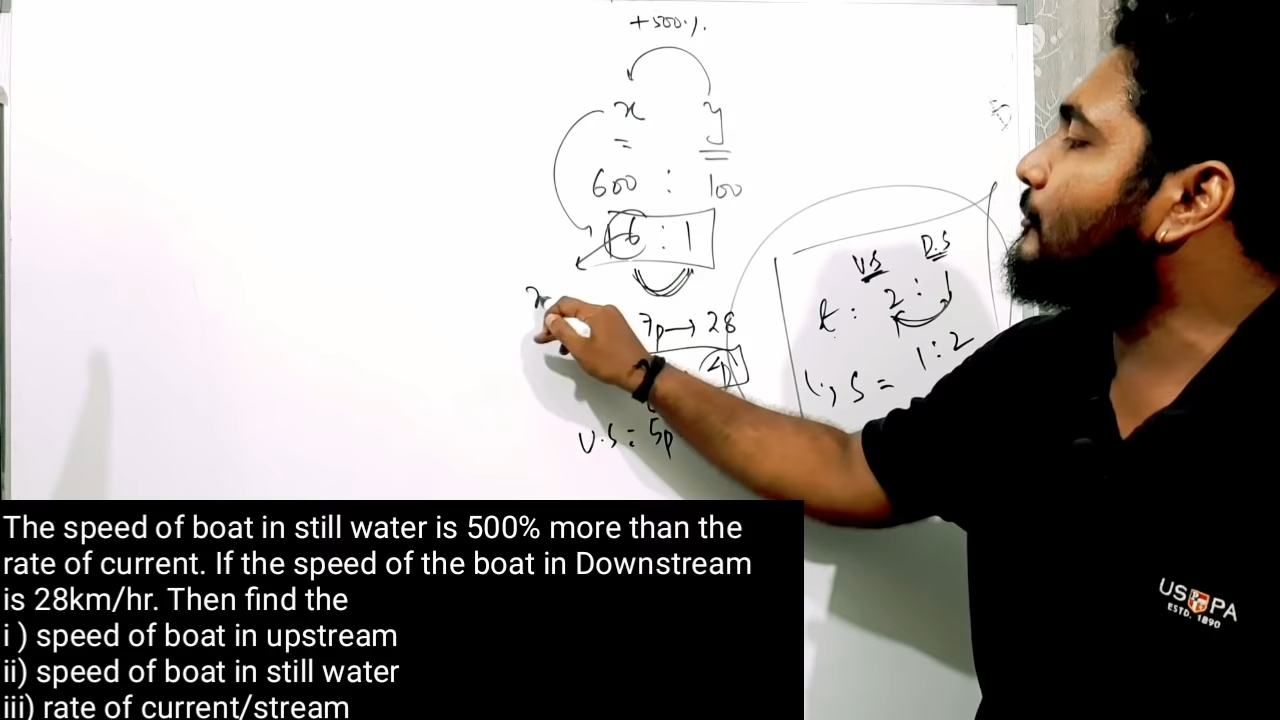 +500%
x y
600 : 100
6 : 1
7p → 28
4
U.S = 5p
x
U.S D.S
t : 2 : 1
S = 1 : 2
The speed of boat in still water is 500% more than the
rate of current. If the speed of the boat in Downstream
is 28km/hr. Then find the
i ) speed of boat in upstream
ii) speed of boat in still water
iii) rate of current/stream
US PA
ESTD. 1890